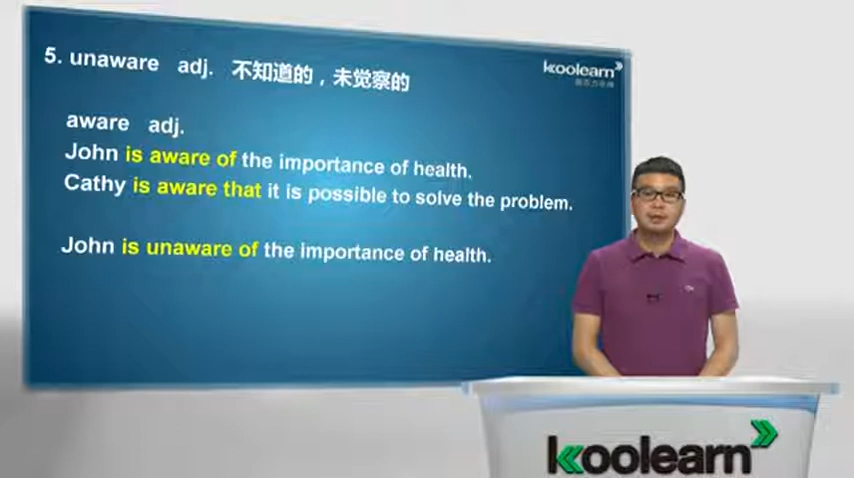 5. unaware adj. 不知道的，未觉察的
koolearn
aware adj.
John is aware of the importance of health.
Cathy is aware that it is possible to solve the problem.
John is unaware of the importance of health.
koolearn